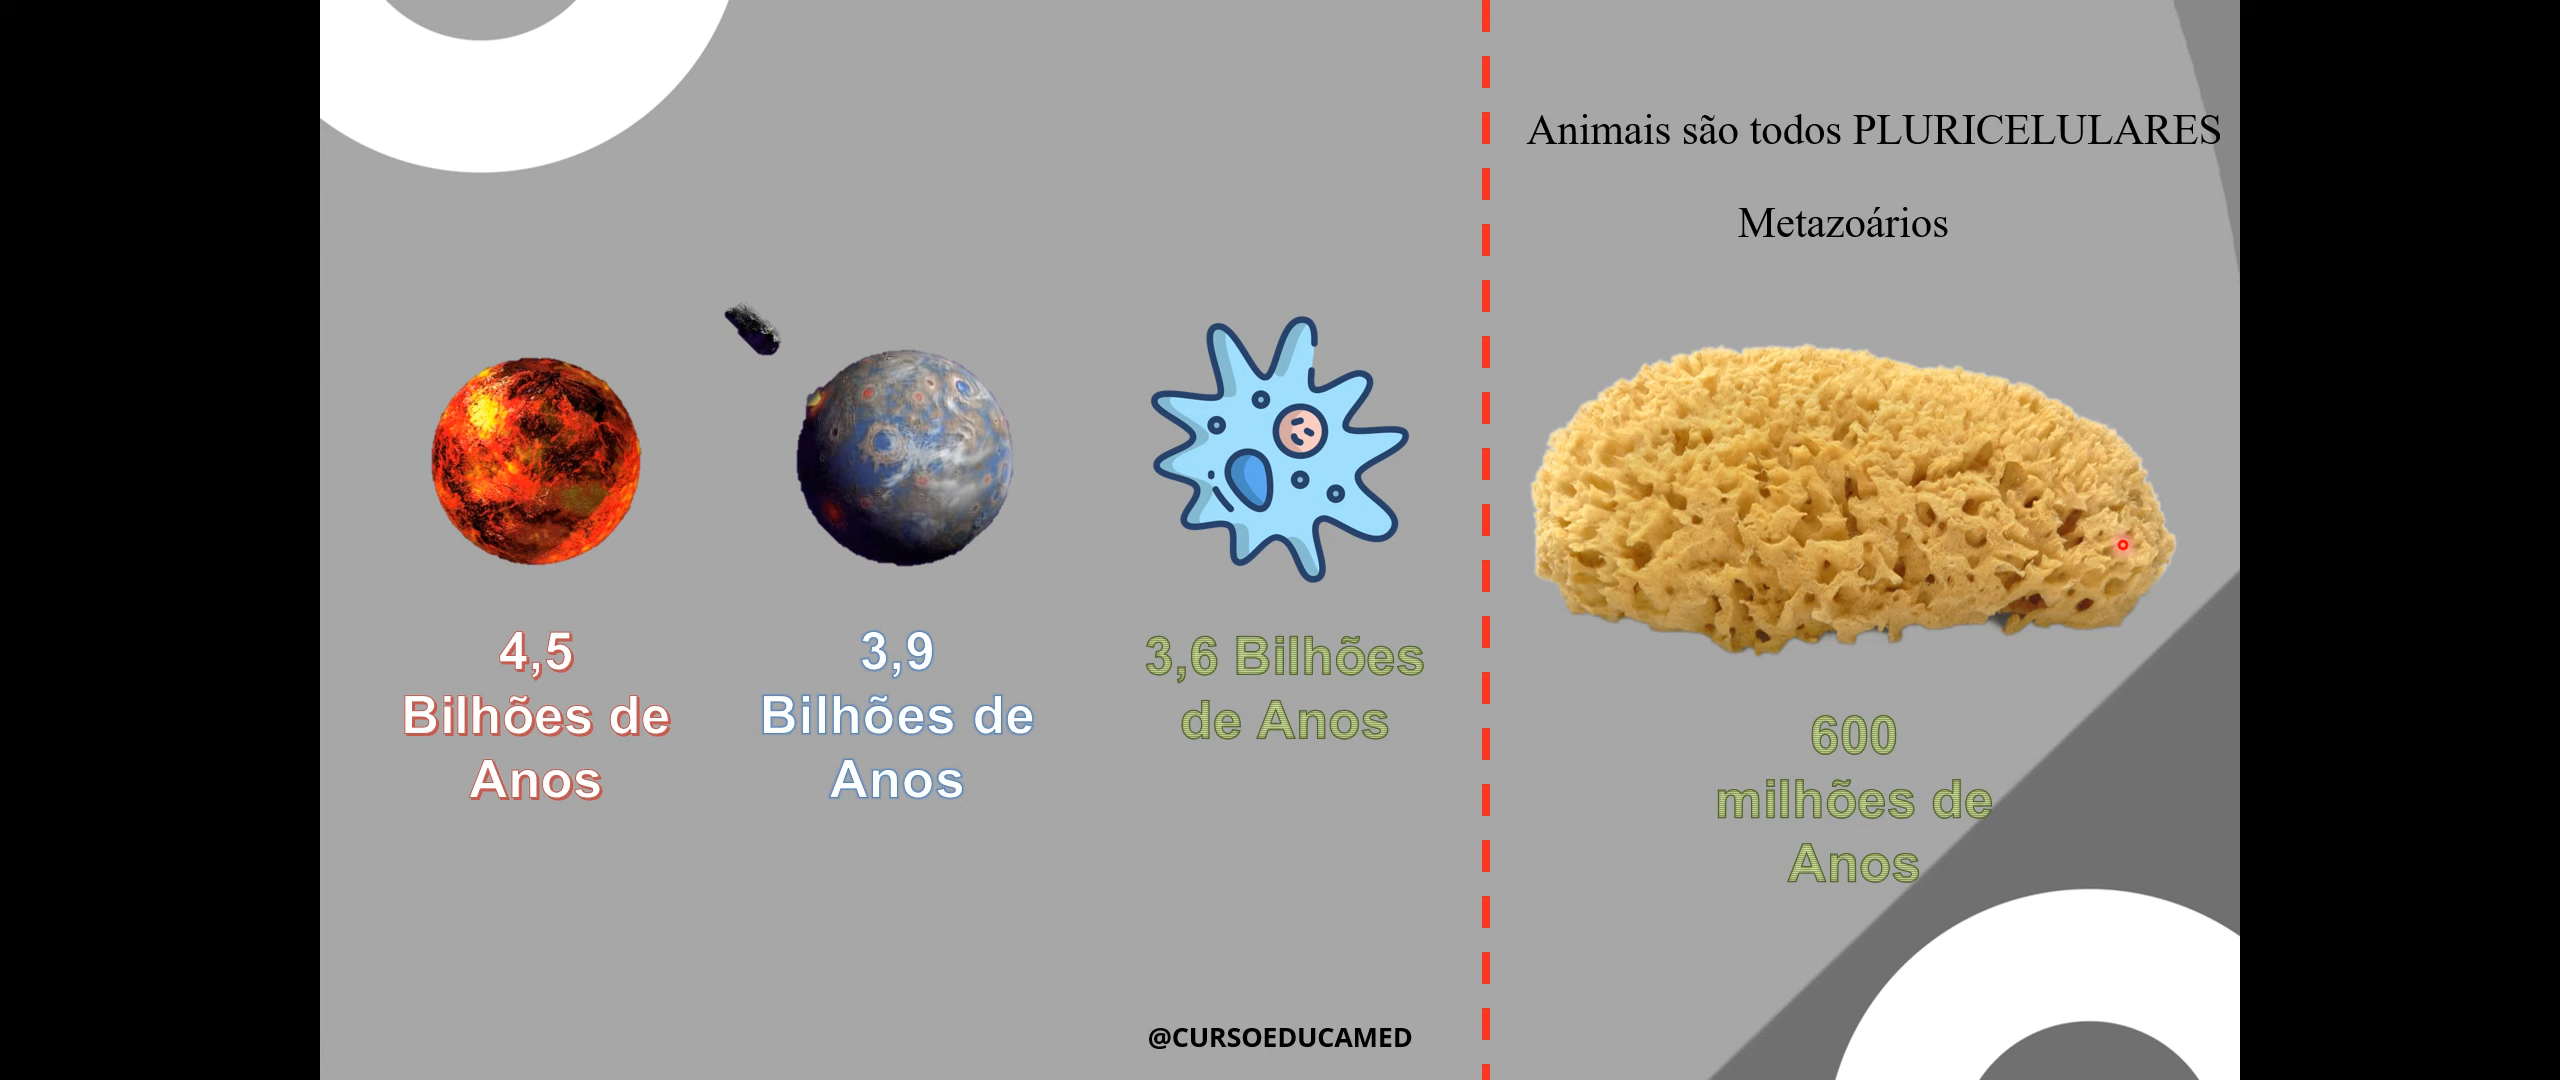 4,5
Bilhões de
Anos
3,9
Bilhões de
Anos
3,6 Bilhões
de Anos
Animais são todos PLURICELULARES
Metazoários
600
milhões de
Anos
@CURSOEDUCAMED